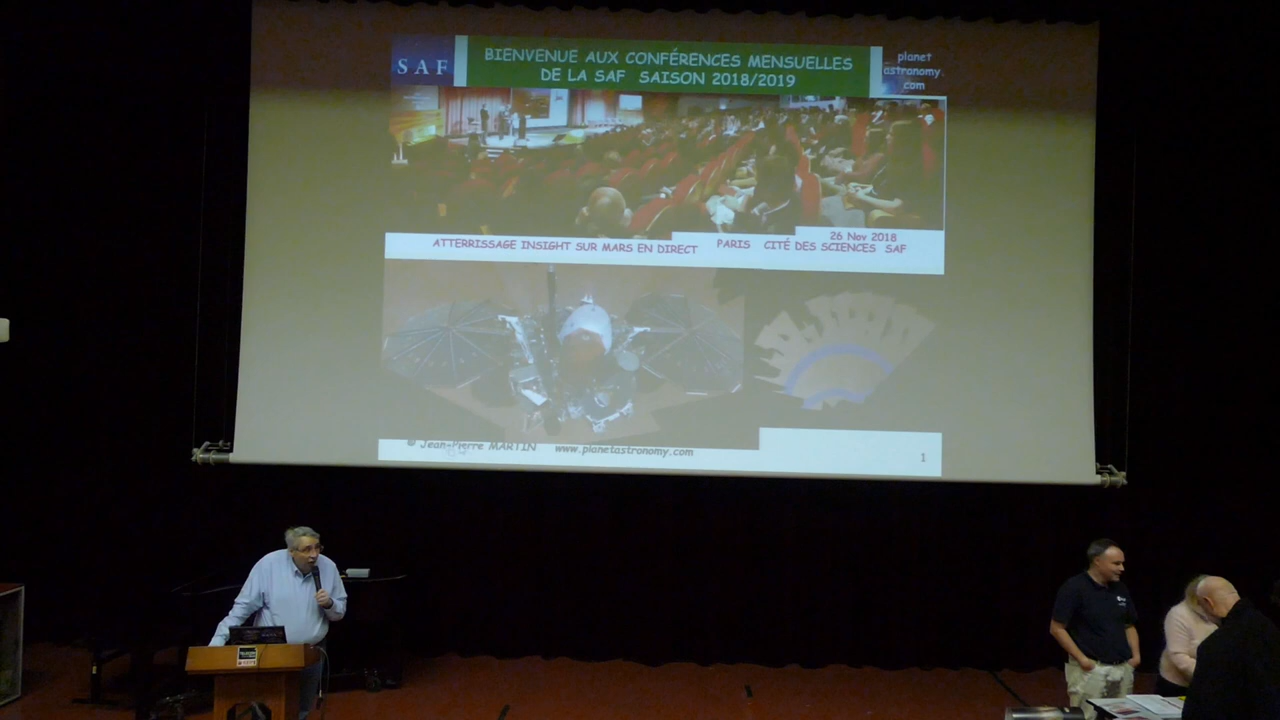 SAF
BIENVENUE AUX CONFÉRENCES MENSUELLES
DE LA SAF SAISON 2018/2019
planet
astronomy.
com
26 Nov 2018
ATTERRISSAGE INSIGHT SUR MARS EN DIRECT PARIS CITÉ DES SCIENCES SAF
© Jean-Pierre MARTIN www.planetastronomy.com
1